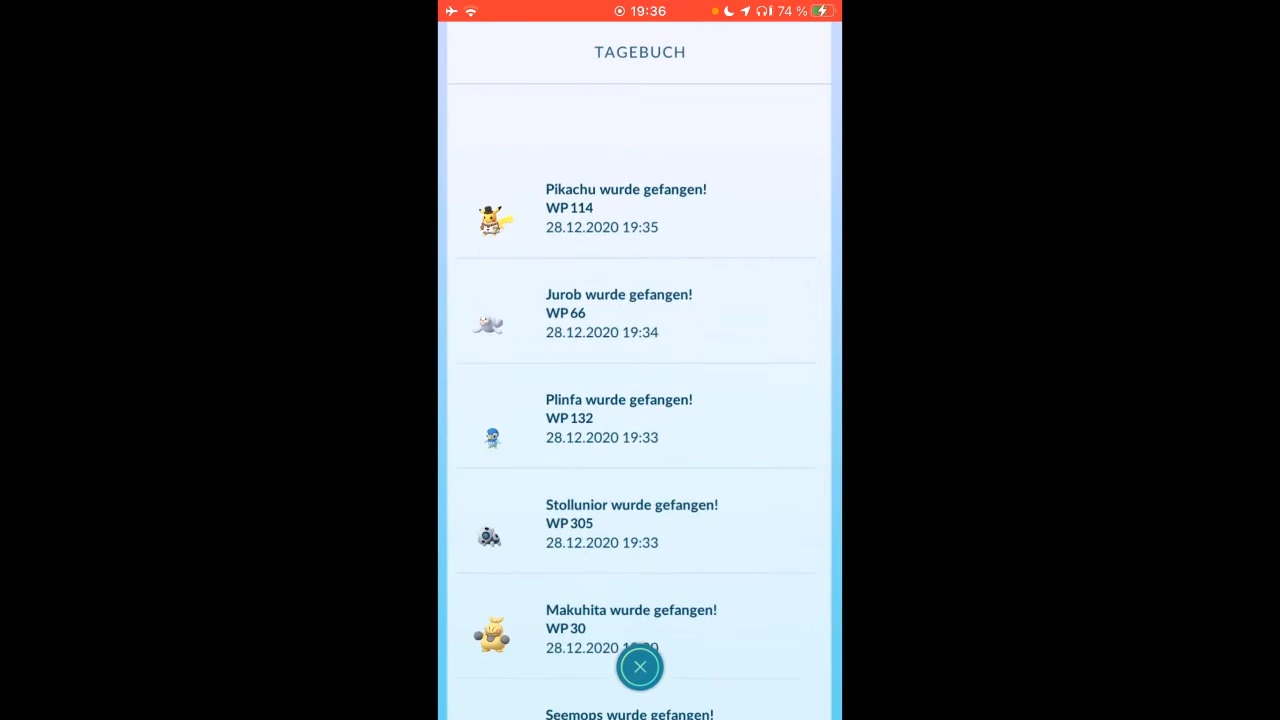 19:36
74 %
TAGEBUCH
Pikachu wurde gefangen!
WP 114
28.12.2020 19:35
Jurob wurde gefangen!
WP 66
28.12.2020 19:34
Plinfa wurde gefangen!
WP 132
28.12.2020 19:33
Stollunior wurde gefangen!
WP 305
28.12.2020 19:33
Makuhita wurde gefangen!
WP 30
28.12.2020
Seemops wurde gefangen!